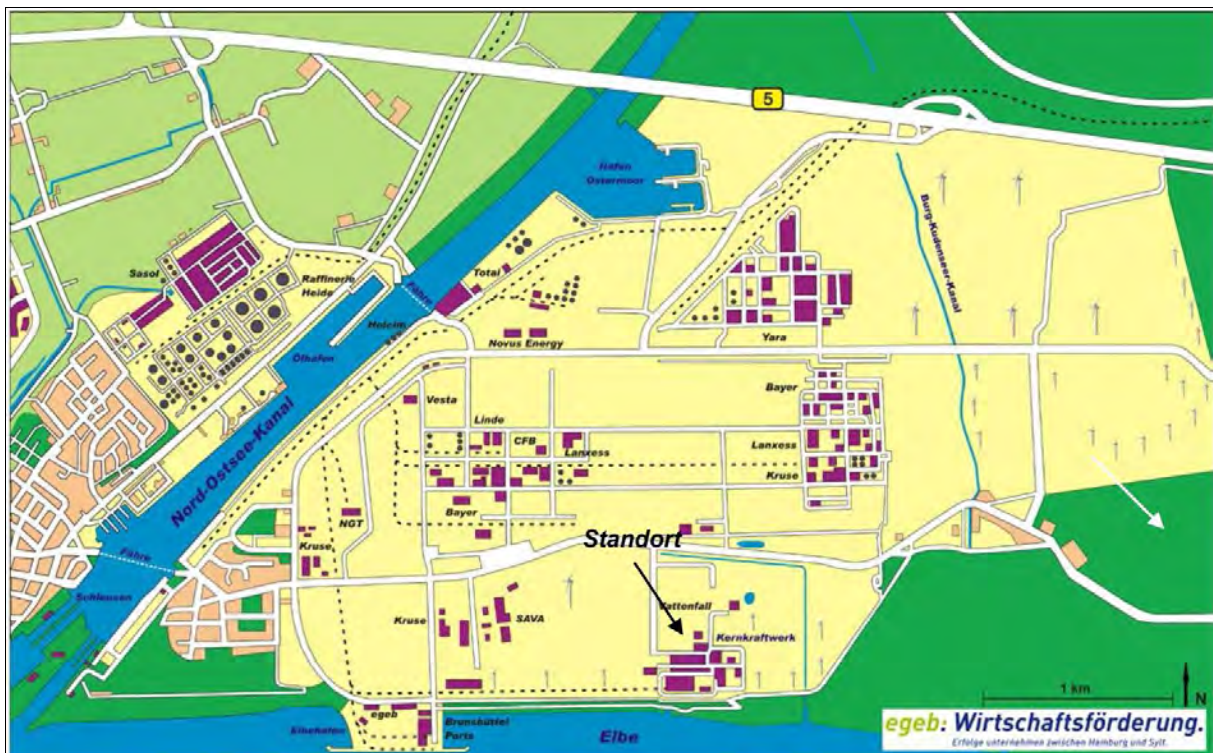 5
Hafen
Ostermoor
Burg-Kudenseer-Kanal
Sasol
Raffinerie
Heide
Total
Fähre
Holcim
Ölhafen
Novus Energy
Yara
Nord-Ostsee-Kanal
Vesta
Bayer
Linde
CFB
Lanxess
Lanxess
Kruse
Bayer
NGT
Standort
Kruse
Fähre
Schleusen
Vattenfall
Kruse
SAVA
Kernkraftwerk
1 km
N
egeb
Elbehafen
Brunsbüttel
Ports
Elbe
egeb: Wirtschaftsförderung.
Erfolge unternehmen zwischen Hamburg und Sylt.